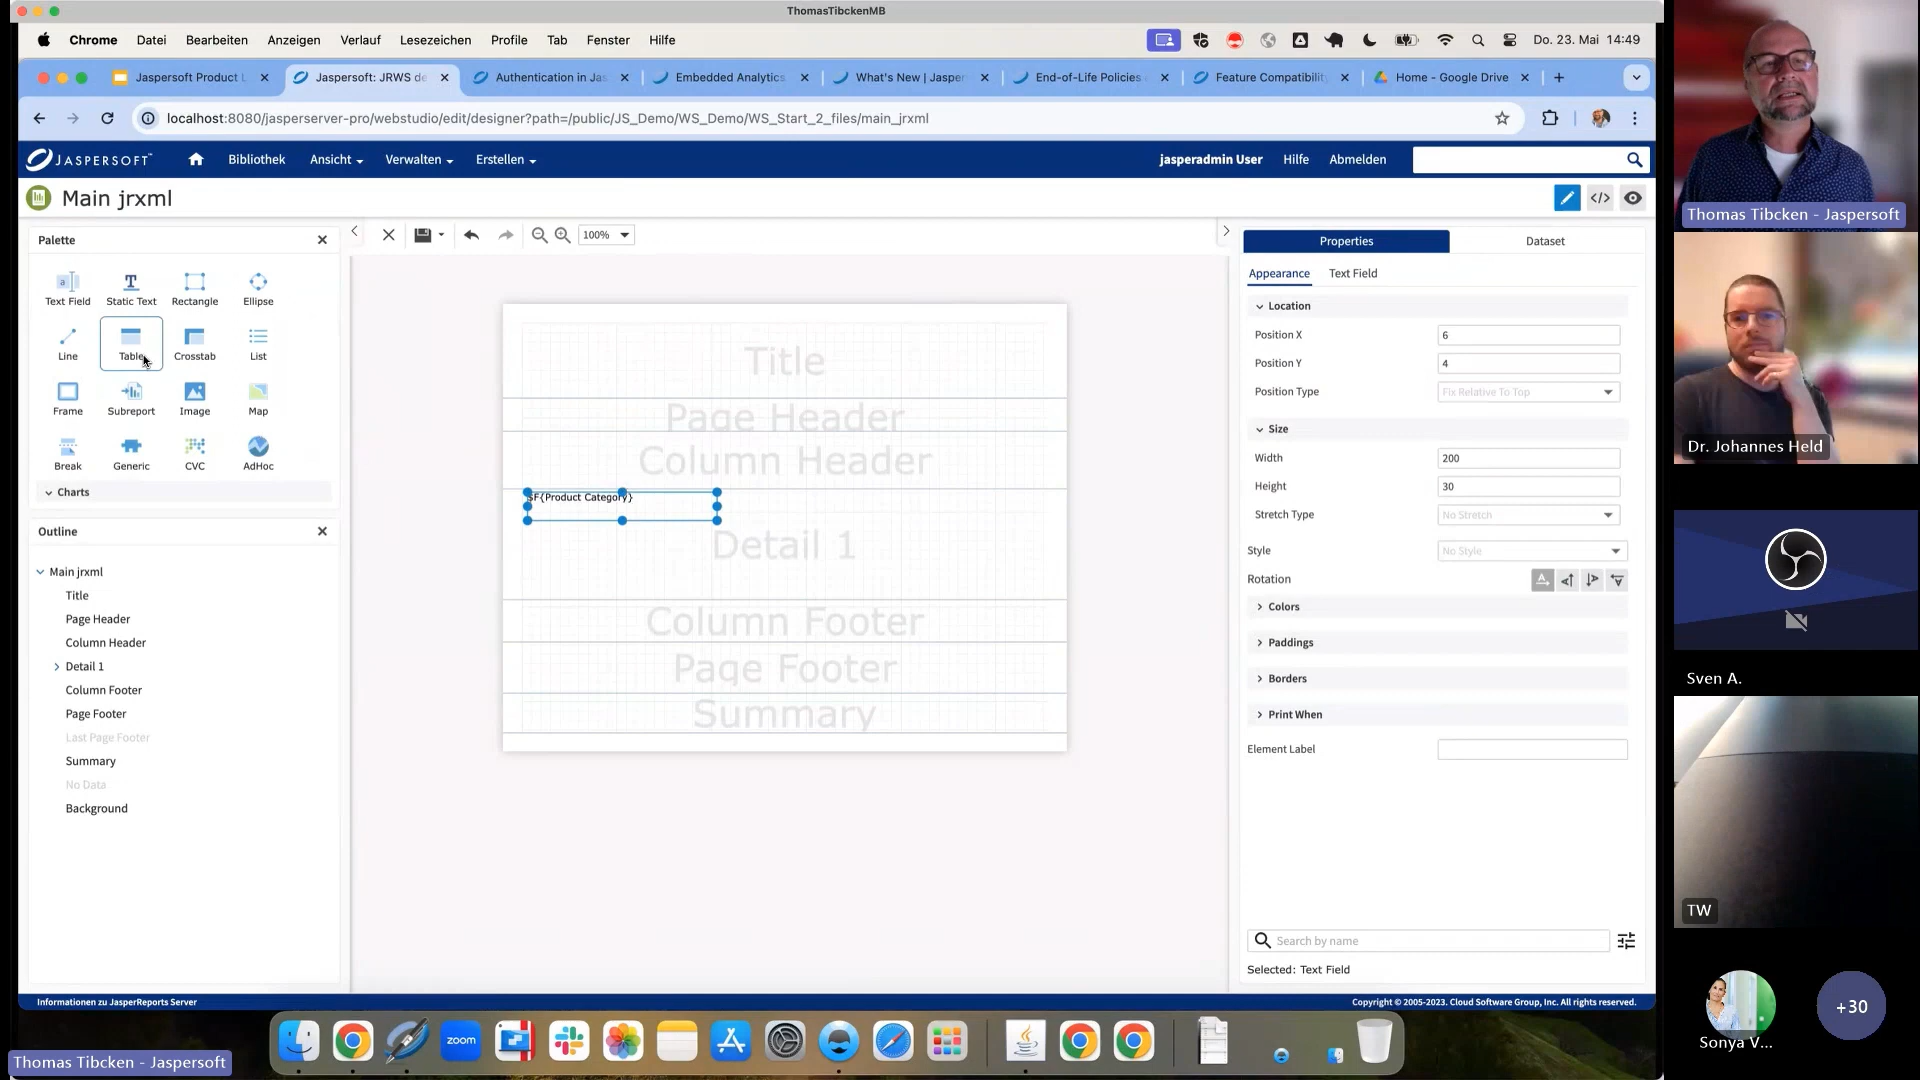 ThomasTibckenMB
Chrome Datei Bearbeiten Anzeigen Verlauf Lesezeichen Profile Tab Fenster Hilfe Do. 23. Mai 14:49
Jaspersoft Product L Jaspersoft: JRWS de Authentication in Jas Embedded Analytics What's New | Jasper End-of-Life Policies Feature Compatibility Home - Google Drive
localhost:8080/jasperserver-pro/webstudio/edit/designer?path=/public/JS_Demo/WS_Demo/WS_Start_2_files/main_jrxml
JASPERSOFT Bibliothek Ansicht Verwalten Erstellen jasperadmin User Hilfe Abmelden
Main jrxml
Palette
100%
Text Field Static Text Rectangle Ellipse
Line Table Crosstab List
Frame Subreport Image Map
Break Generic CVC AdHoc
Charts
Outline
Main jrxml
Title
Page Header
Column Header
Detail 1
Column Footer
Page Footer
Last Page Footer
Summary
No Data
Background
Title
Page Header
Column Header
$F{Product Category}
Detail 1
Column Footer
Page Footer
Summary
Properties Dataset
Appearance Text Field
Location
Position X 6
Position Y 4
Position Type Fix Relative To Top
Size
Width 200
Height 30
Stretch Type No Stretch
Style No Style
Rotation
Colors
Paddings
Borders
Print When
Element Label
Search by name
Selected: Text Field
Informationen zu JasperReports Server Copyright © 2005-2023. Cloud Software Group, Inc. All rights reserved.
zoom
Thomas Tibcken - Jaspersoft
Thomas Tibcken - Jaspersoft
Dr. Johannes Held
Sven A.
TW
Sonya V...
+30